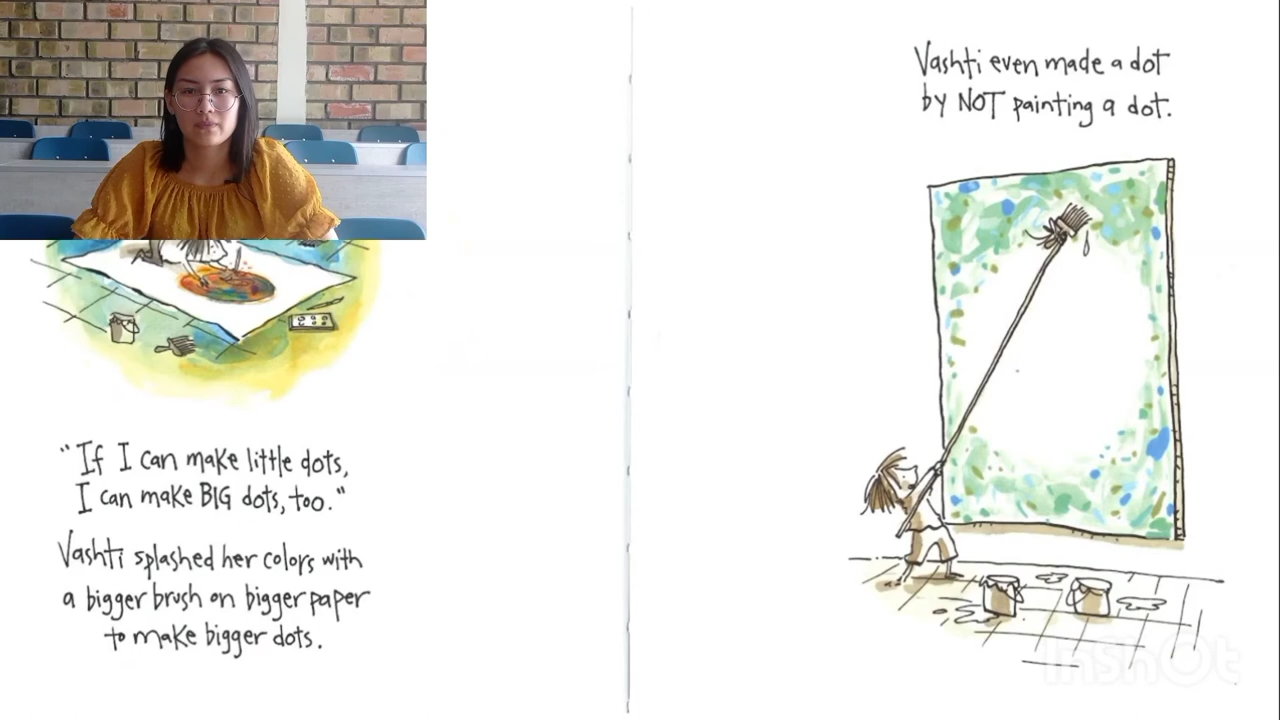 "If I can make little dots,
I can make BIG dots, too."
Vashti splashed her colors with
a bigger brush on bigger paper
to make bigger dots.
Vashti even made a dot
by NOT painting a dot.
InShOt